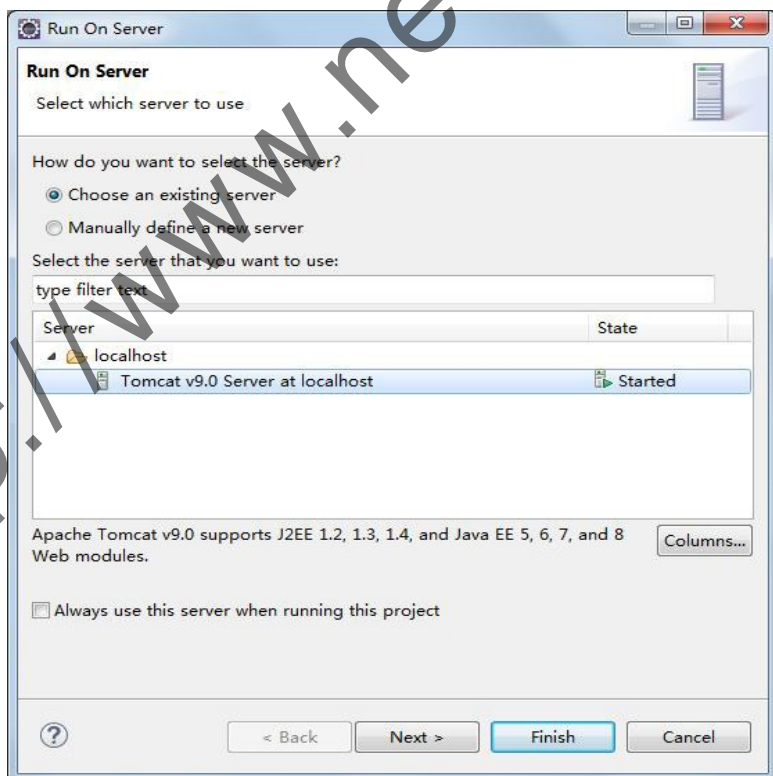 Run On Server
Run On Server
Select which server to use
How do you want to select the server?
Choose an existing server
Manually define a new server
Select the server that you want to use:
type filter text
Server State
localhost
Tomcat v9.0 Server at localhost Started
Apache Tomcat v9.0 supports J2EE 1.2, 1.3, 1.4, and Java EE 5, 6, 7, and 8
Web modules.
Columns...
Always use this server when running this project
< Back Next > Finish Cancel
://www.ne